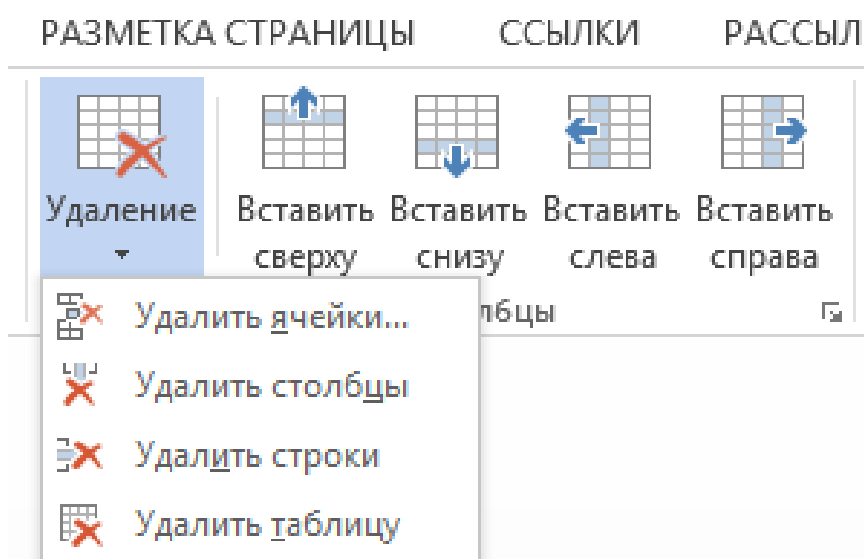 РАЗМЕТКА СТРАНИЦЫ ССЫЛКИ РАССЫЛ
Удаление
Вставить сверху
Вставить снизу
Вставить слева
Вставить справа
лбцы
Удалить ячейки...
Удалить столбцы
Удалить строки
Удалить таблицу